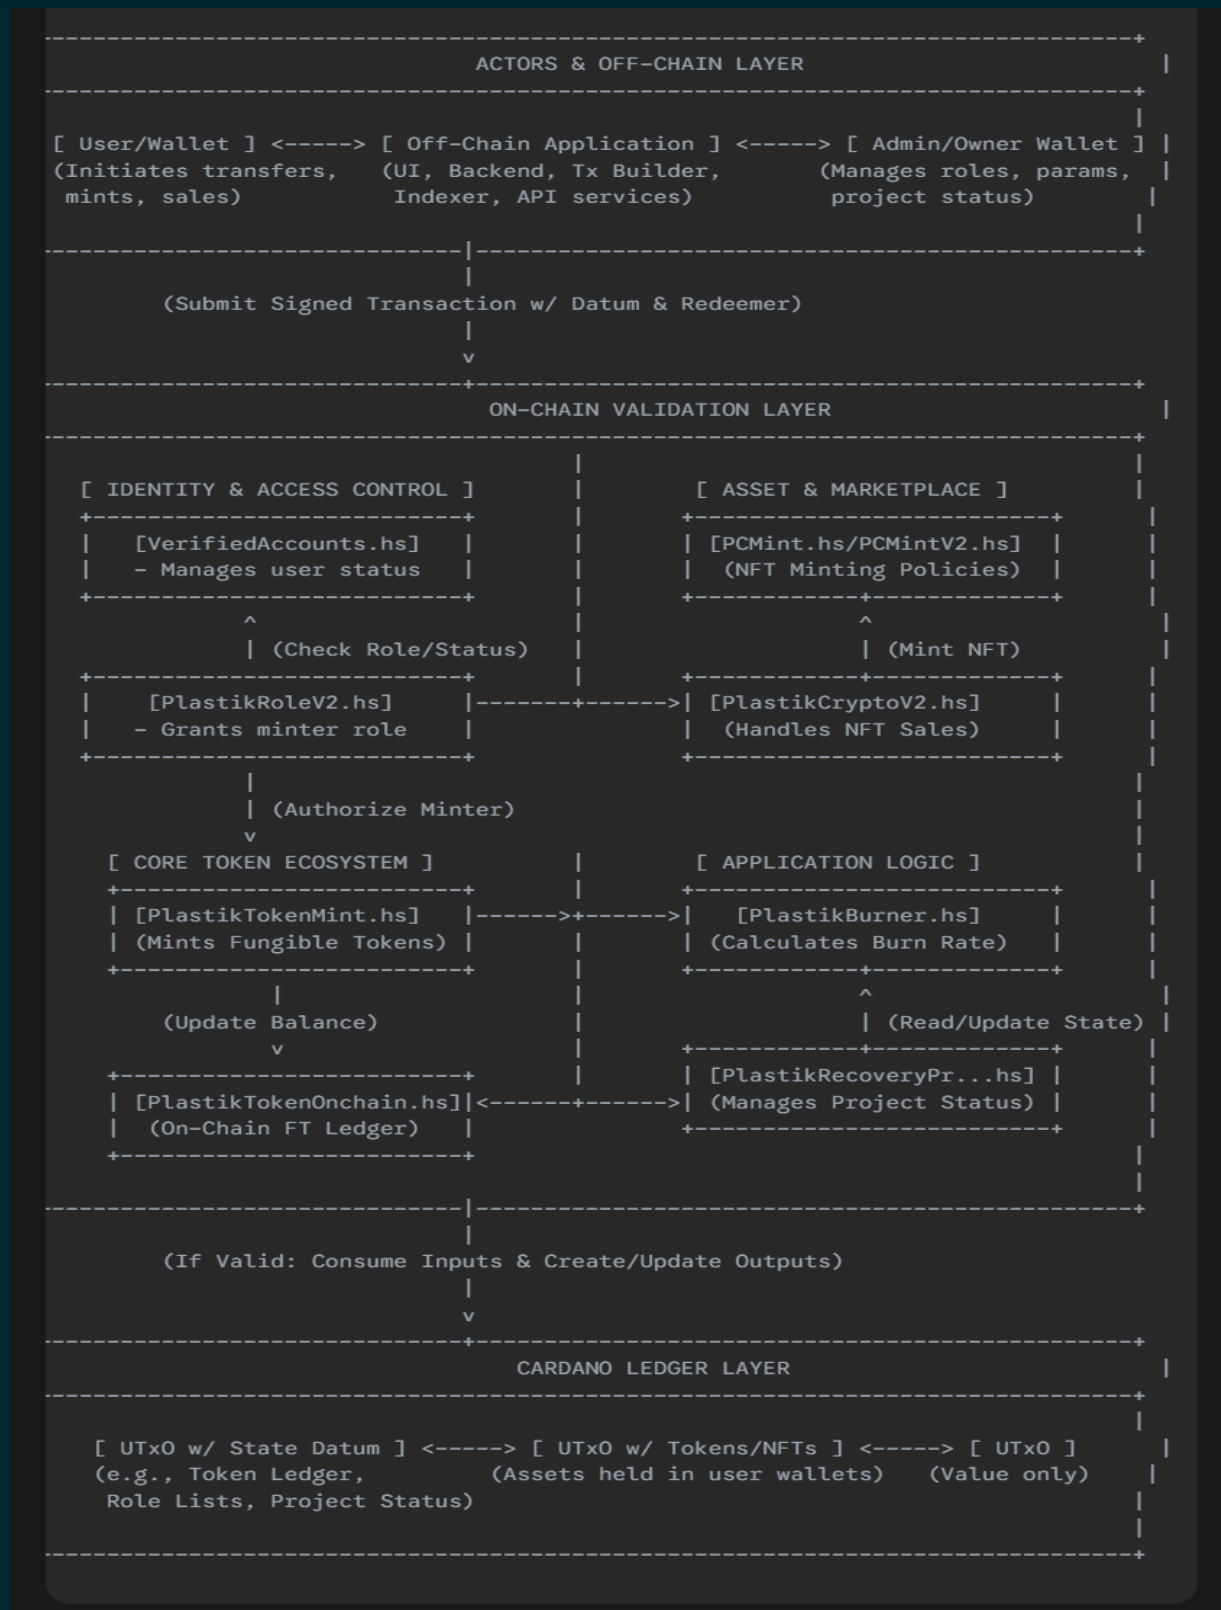 ACTORS & OFF-CHAIN LAYER
[ User/Wallet ] <-----> [ Off-Chain Application ] <-----> [ Admin/Owner Wallet ]
(Initiates transfers, (UI, Backend, Tx Builder, (Manages roles, params,
mints, sales) Indexer, API services) project status)
(Submit Signed Transaction w/ Datum & Redeemer)
v
ON-CHAIN VALIDATION LAYER
[ IDENTITY & ACCESS CONTROL ] [ ASSET & MARKETPLACE ]
[VerifiedAccounts.hs] [PCMint.hs/PCMintV2.hs]
- Manages user status (NFT Minting Policies)
^ ^
(Check Role/Status) (Mint NFT)
[PlastikRoleV2.hs] |-------+------>| [PlastikCryptoV2.hs]
- Grants minter role (Handles NFT Sales)
(Authorize Minter)
v
[ CORE TOKEN ECOSYSTEM ] [ APPLICATION LOGIC ]
[PlastikTokenMint.hs] |------>+------>| [PlastikBurner.hs]
(Mints Fungible Tokens) (Calculates Burn Rate)
^
(Update Balance) (Read/Update State)
v
[PlastikRecoveryPr...hs]
[PlastikTokenOnchain.hs]|<------+------>| (Manages Project Status)
(On-Chain FT Ledger)
(If Valid: Consume Inputs & Create/Update Outputs)
v
CARDANO LEDGER LAYER
[ UTxO w/ State Datum ] <-----> [ UTxO w/ Tokens/NFTs ] <-----> [ UTxO ]
(e.g., Token Ledger, (Assets held in user wallets) (Value only)
Role Lists, Project Status)